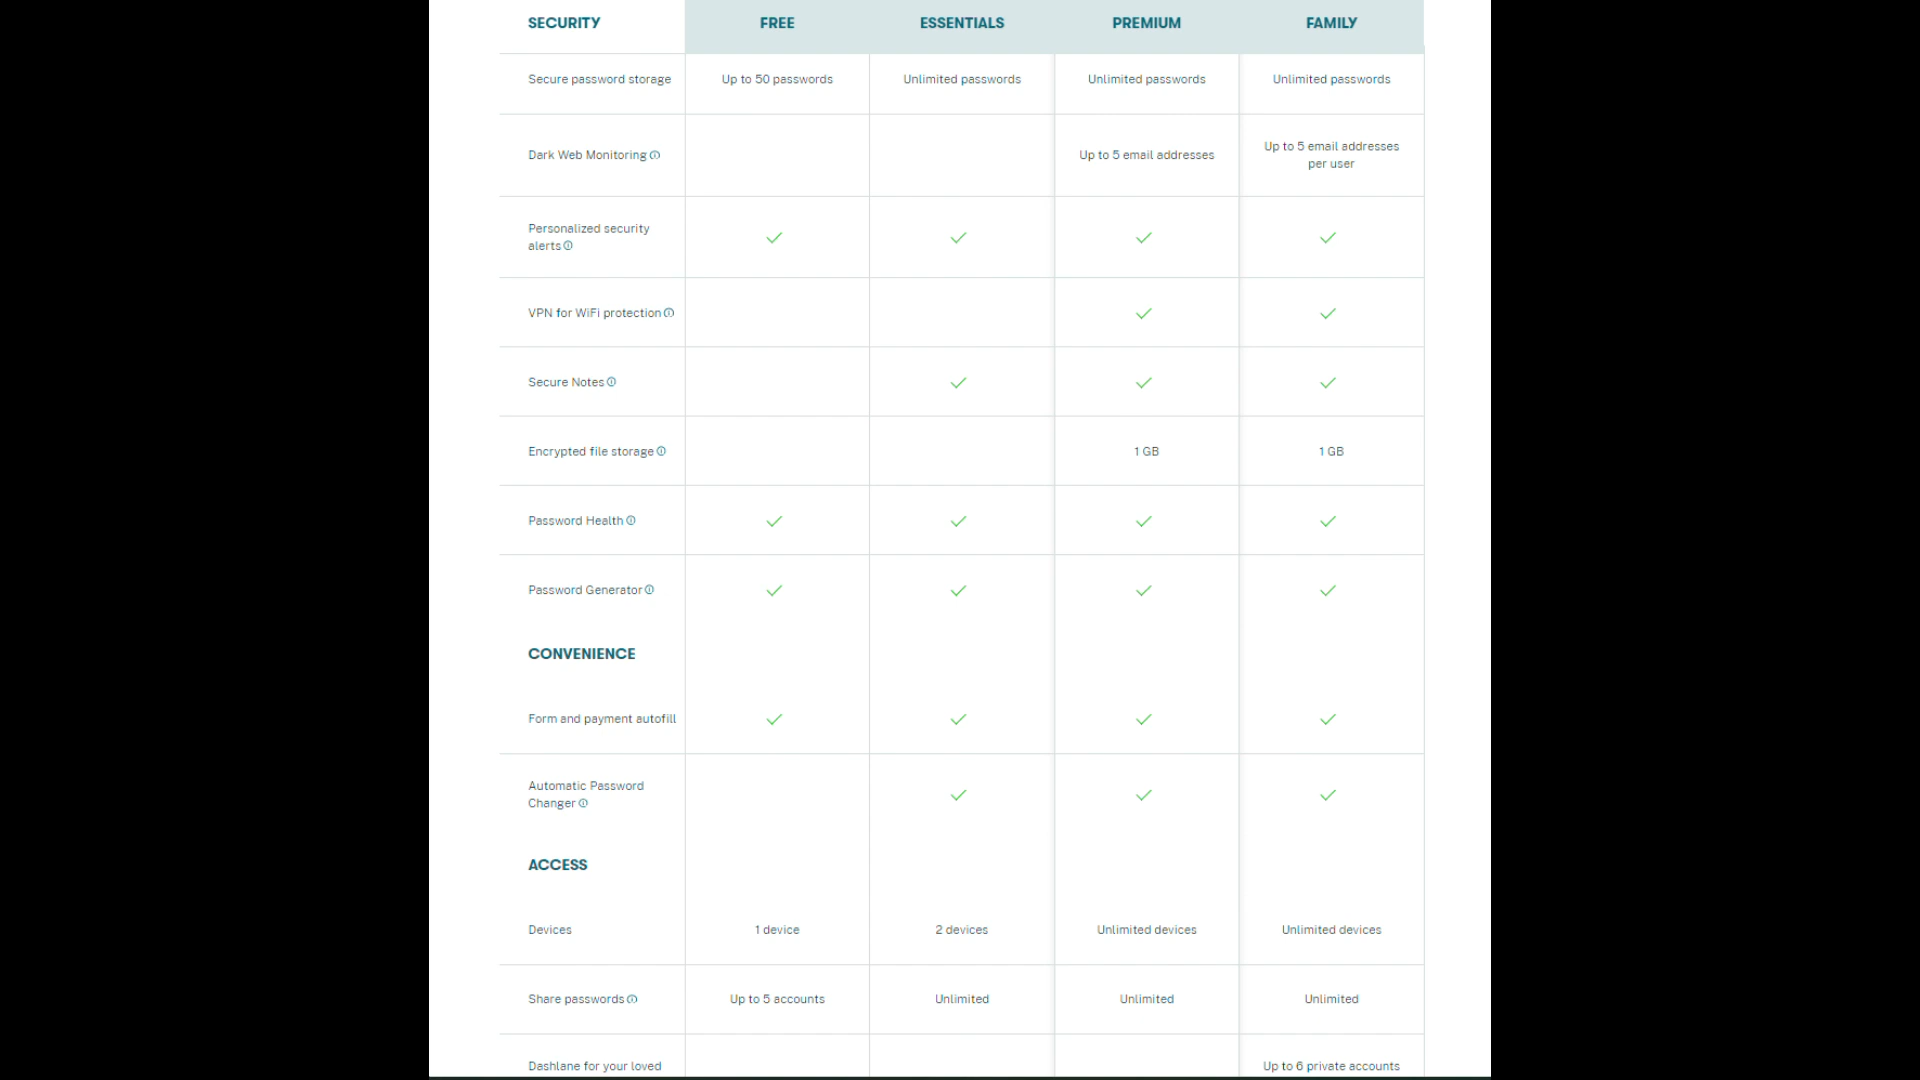 SECURITY FREE ESSENTIALS PREMIUM FAMILY
Secure password storage Up to 50 passwords Unlimited passwords Unlimited passwords Unlimited passwords
Dark Web Monitoring Up to 5 email addresses Up to 5 email addresses
per user
Personalized security
alerts
VPN for WiFi protection
Secure Notes
Encrypted file storage 1 GB 1 GB
Password Health
Password Generator
CONVENIENCE
Form and payment autofill
Automatic Password
Changer
ACCESS
Devices 1 device 2 devices Unlimited devices Unlimited devices
Share passwords Up to 5 accounts Unlimited Unlimited Unlimited
Dashlane for your loved Up to 6 private accounts